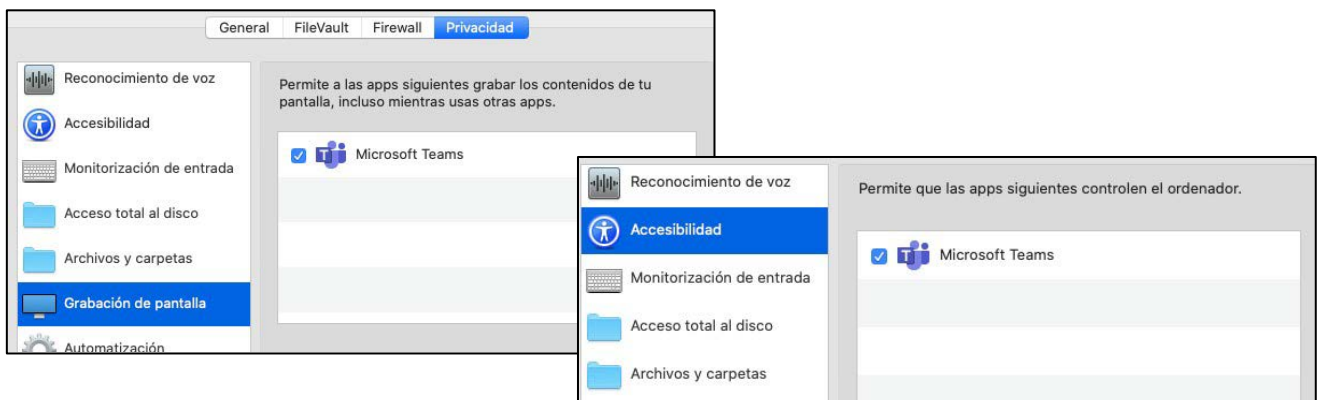 General FileVault Firewall Privacidad
Reconocimiento de voz
Accesibilidad
Monitorización de entrada
Acceso total al disco
Archivos y carpetas
Grabación de pantalla
Automatización
Permite a las apps siguientes grabar los contenidos de tu
pantalla, incluso mientras usas otras apps.
Microsoft Teams
Reconocimiento de voz
Accesibilidad
Monitorización de entrada
Acceso total al disco
Archivos y carpetas
Permite que las apps siguientes controlen el ordenador.
Microsoft Teams